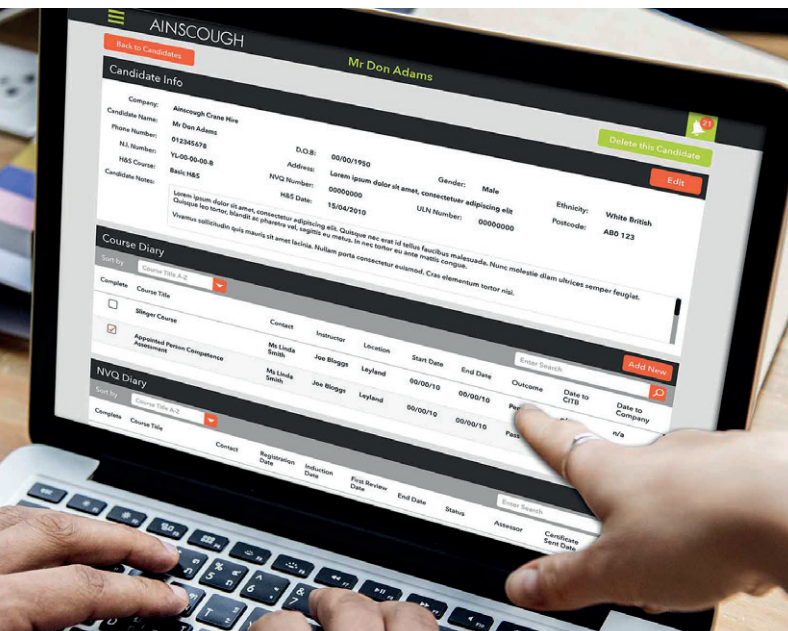 AINSCOUGH
21
Back to Candidates
Mr Don Adams
Delete this Candidate
Candidate Info
Edit
Company: Ainscough Crane Hire
Candidate Name: Mr Don Adams D.O.B: 00/00/1950 Gender: Male Ethnicity: White British
Phone Number: 012345678 Address: Lorem ipsum dolor sit amet, consectetuer adipiscing elit Postcode: AB0 123
N.I. Number: YL-00-00-00-B NVQ Number: 00000000 ULN Number: 00000000
H&S Course: Basic H&S H&S Date: 15/04/2010
Candidate Notes: Lorem ipsum dolor sit amet, consectetur adipiscing elit. Quisque nec erat id tellus faucibus malesuada. Nunc molestie diam ultrices semper feugiat.
Quisque leo tortor, blandit ac pharetra vel, sagittis eu metus. In nec tortor eu ante mattis congue.
Vivamus sollicitudin quis mauris sit amet lacinia. Nullam porta consectetur euismod. Cras elementum tortor nisi.
Course Diary
Add New
Sort by Course Title A-Z Enter Search
Complete Course Title Contact Instructor Location Start Date End Date Outcome Date to CITB Date to Company
Slinger Course Ms Linda Smith Joe Bloggs Leyland 00/00/10 00/00/10 n/a
Appointed Person Competence Assessment Ms Linda Smith Joe Bloggs Leyland 00/00/10 00/00/10 Pass
NVQ Diary
Sort by Course Title A-Z Enter Search
Complete Course Title Contact Registration Date Induction Date First Review Date End Date Status Assessor Certificate Sent Date